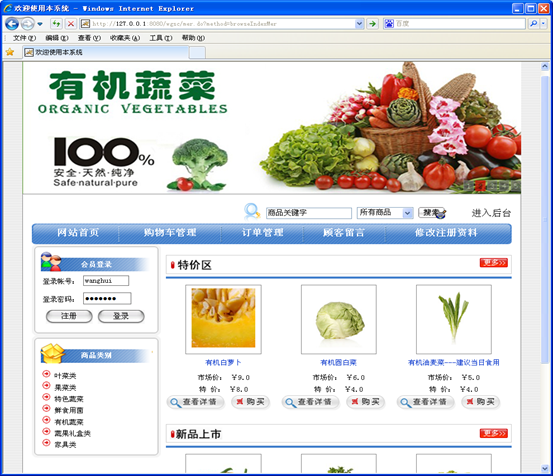 欢迎使用本系统 - Windows Internet Explorer
http://127.0.0.1:8080/
百度
文件(F) 编辑(E) 查看(V) 收藏夹(A) 工具(T) 帮助(H)
欢迎使用本系统
有机蔬菜
ORGANIC VEGETABLES
100%
安全·天然·纯净
Safe·natural·pure
商品关键字 所有商品 搜索 进入后台
网站首页 购物车管理 订单管理 顾客留言 修改注册资料
会员登录
登录帐号： wanghui
登录密码： ●●●●●●●
注册 登录
商品类别
叶菜类
果菜类
特色蔬菜
鲜食用菌
有机蔬菜
蔬果礼盒类
家具类
特价区 更多>>
有机白萝卜 有机圆白菜 有机油麦菜---建议当日食用
市场价： ￥9.0 市场价： ￥6.0 市场价： ￥5.0
特 价： ￥8.0 特 价： ￥4.0 特 价： ￥4.0
查看详情 购买 查看详情 购买 查看详情 购买
新品上市 更多>>